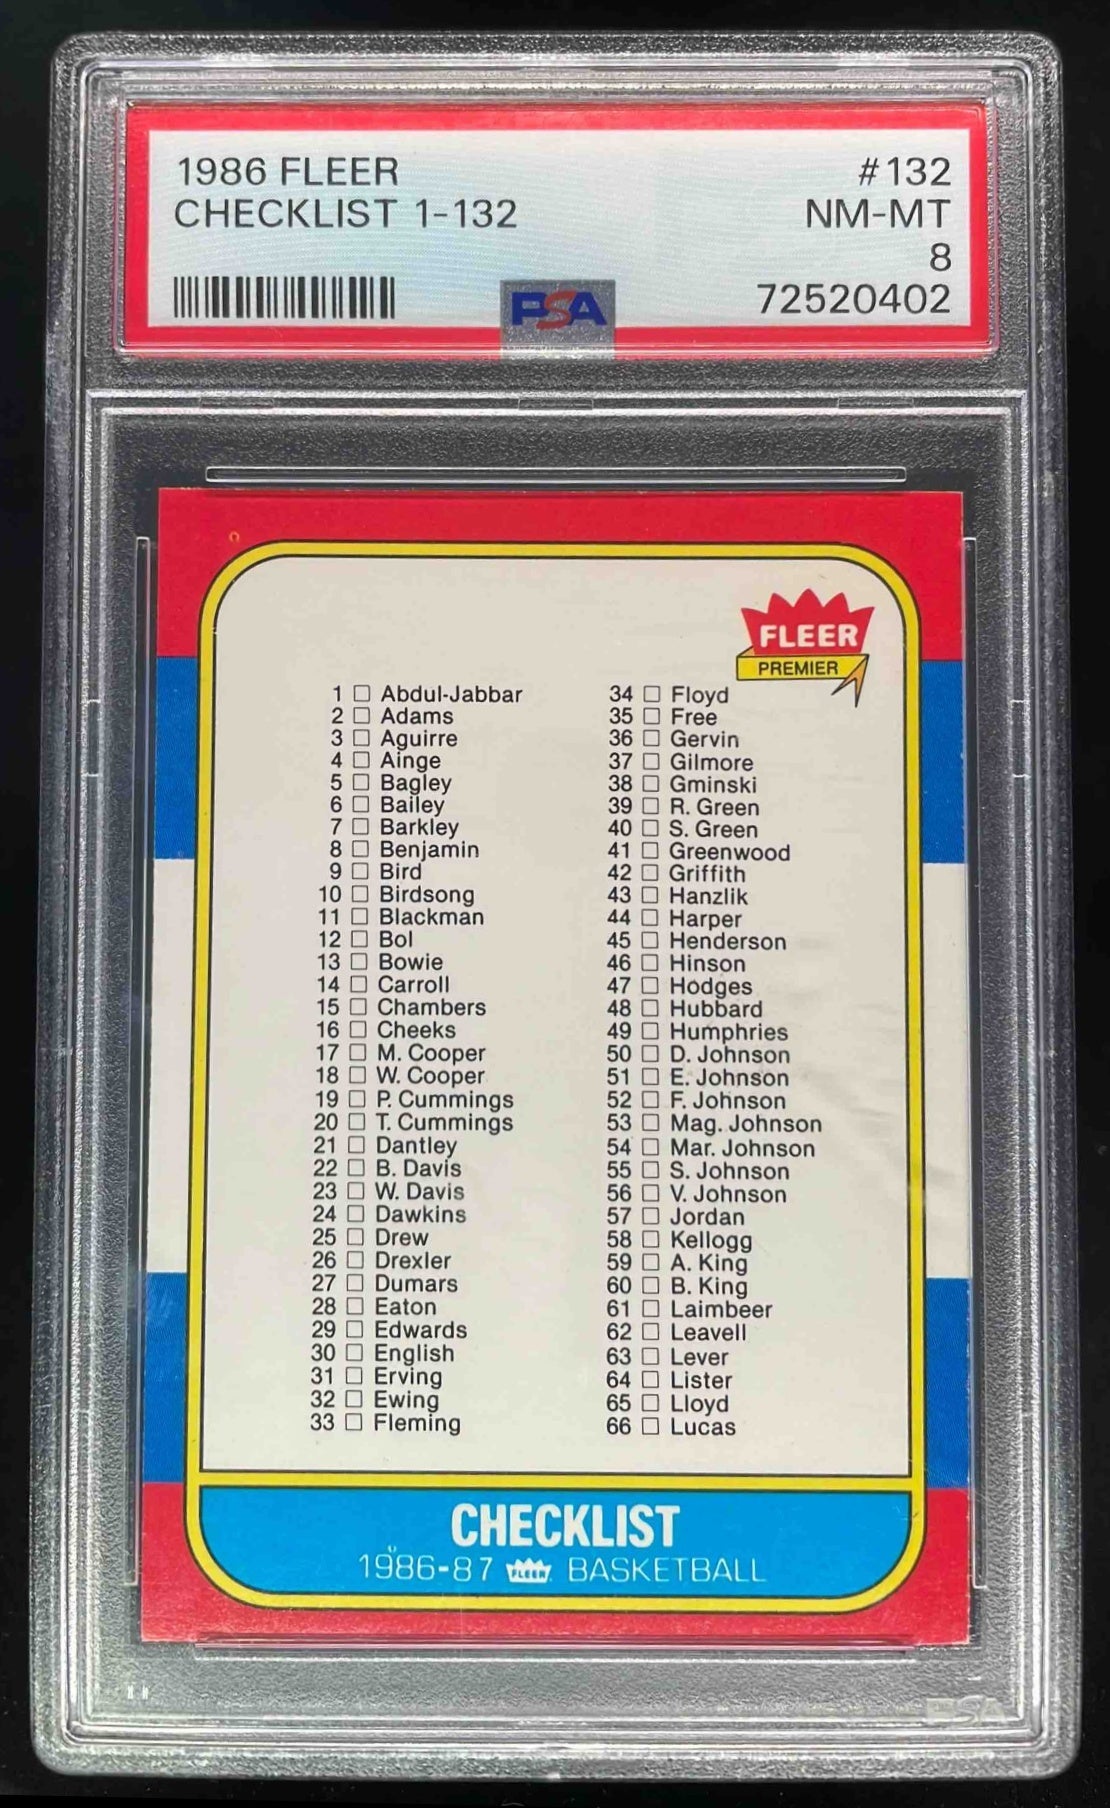 1986 FLEER #132
CHECKLIST 1-132 NM-MT
8
PSA 72520402
FLEER
PREMIER
1 □ Abdul-Jabbar
2 □ Adams
3 □ Aguirre
4 □ Ainge
5 □ Bagley
6 □ Bailey
7 □ Barkley
8 □ Benjamin
9 □ Bird
10 □ Birdsong
11 □ Blackman
12 □ Bol
13 □ Bowie
14 □ Carroll
15 □ Chambers
16 □ Cheeks
17 □ M. Cooper
18 □ W. Cooper
19 □ P. Cummings
20 □ T. Cummings
21 □ Dantley
22 □ B. Davis
23 □ W. Davis
24 □ Dawkins
25 □ Drew
26 □ Drexler
27 □ Dumars
28 □ Eaton
29 □ Edwards
30 □ English
31 □ Erving
32 □ Ewing
33 □ Fleming
34 □ Floyd
35 □ Free
36 □ Gervin
37 □ Gilmore
38 □ Gminski
39 □ R. Green
40 □ S. Green
41 □ Greenwood
42 □ Griffith
43 □ Hanzlik
44 □ Harper
45 □ Henderson
46 □ Hinson
47 □ Hodges
48 □ Hubbard
49 □ Humphries
50 □ D. Johnson
51 □ E. Johnson
52 □ F. Johnson
53 □ Mag. Johnson
54 □ Mar. Johnson
55 □ S. Johnson
56 □ V. Johnson
57 □ Jordan
58 □ Kellogg
59 □ A. King
60 □ B. King
61 □ Laimbeer
62 □ Leavell
63 □ Lever
64 □ Lister
65 □ Lloyd
66 □ Lucas
CHECKLIST
1986-87 FLEER BASKETBALL
PSA